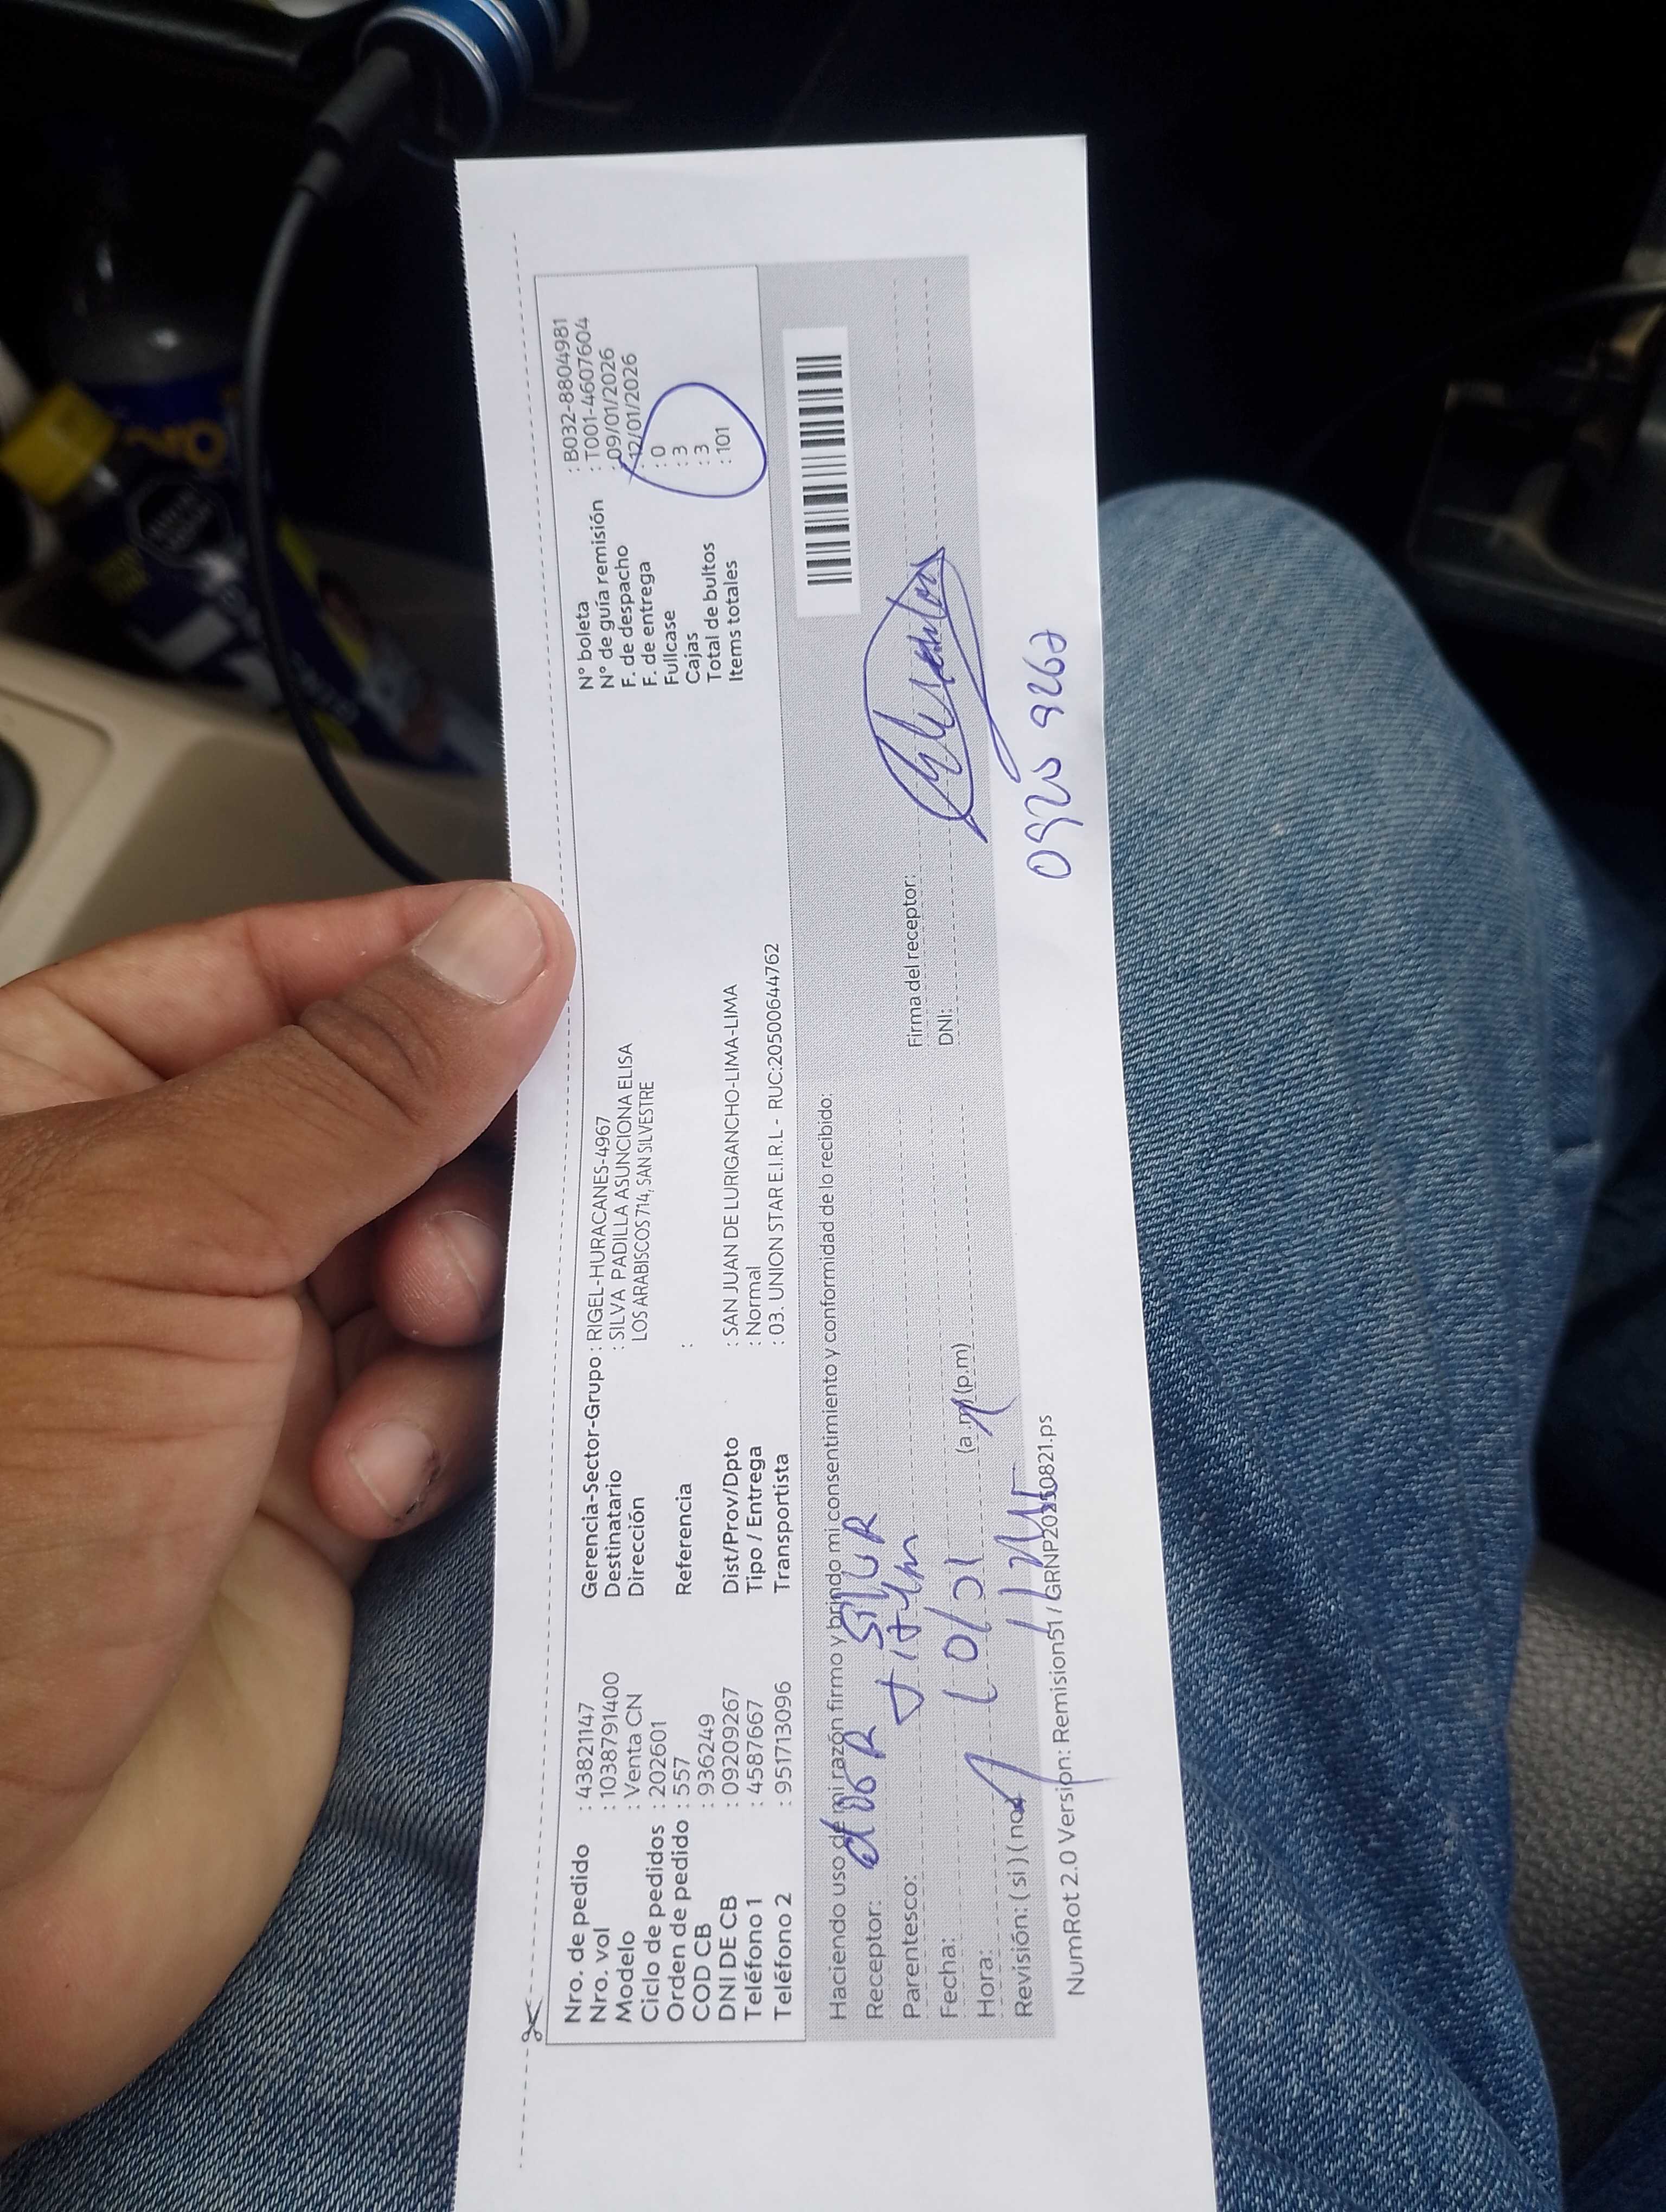 Nro. de pedido : 43821147
Nro. val : 1038791400
Modelo : Venta CN
Ciclo de pedidos : 202601
Orden de pedido : 557
COD CB : 936249
DNI DE CB : 09209267
Teléfono 1 : 4587667
Teléfono 2 : 951713096
Gerencia-Sector-Grupo : RIGEL-HURACANES-4967
Destinatario : SILVA PADILLA ASUNCIONA ELISA
Dirección LOS ARABISCOS 714, SAN SILVESTRE
Referencia :
Dist/Prov/Dpto : SAN JUAN DE LURIGANCHO-LIMA-LIMA
Tipo / Entrega : Normal
Transportista : 03. UNION STAR E.I.R.L - RUC:20500644762
N° boleta : B032-8804981
N° de guía remisión : T001-4607604
F. de despacho : 09/01/2026
F. de entrega : 12/01/2026
Fullcase : 0
Cajas : 3
Total de bultos : 3
Items totales : 101
Haciendo uso de mi razón firmo y brindo mi consentimiento y conformidad de lo recibido:
Receptor:
Parentesco:
Fecha:
Hora: (a.m) (p.m)
Revisión: ( si ) ( no )
Firma del receptor:
DNI:
NumRot 2.0 Version: Remision51 / GRNP20250821.ps